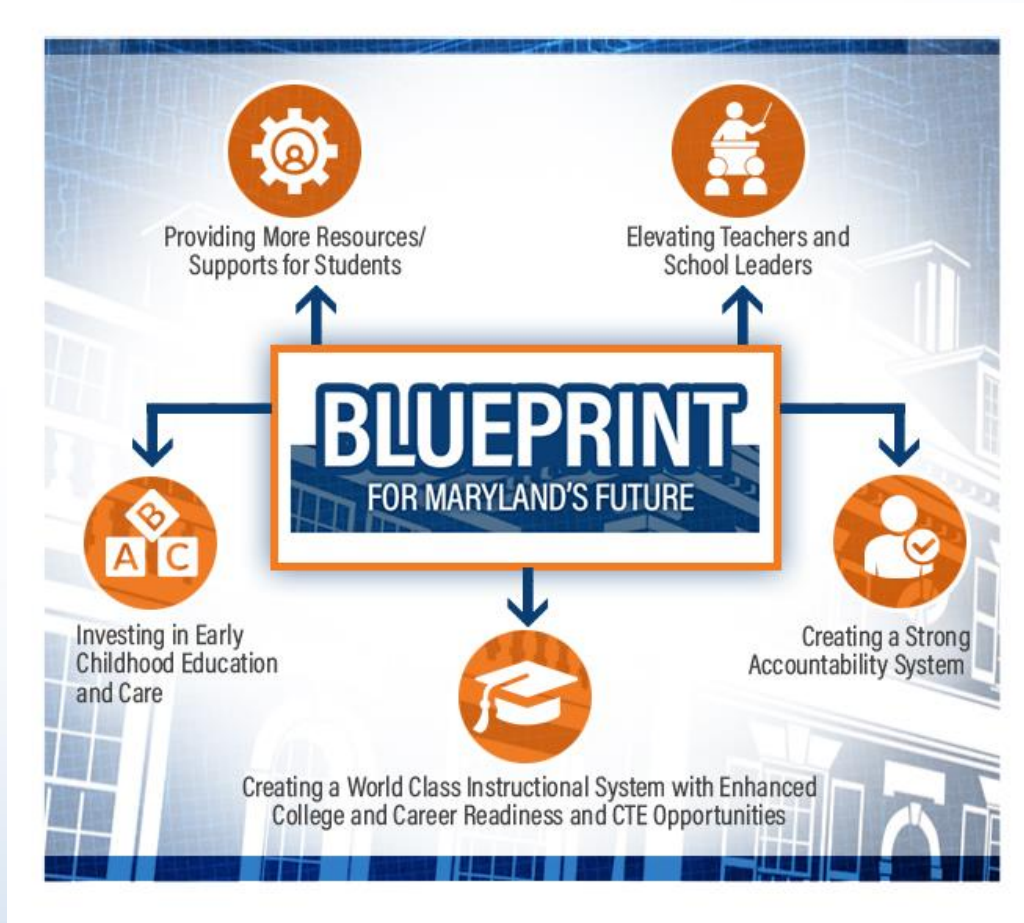 Providing More Resources/
Supports for Students
Elevating Teachers and
School Leaders
BLUEPRINT
FOR MARYLAND'S FUTURE
B
A C
Investing in Early
Childhood Education
and Care
Creating a Strong
Accountability System
Creating a World Class Instructional System with Enhanced
College and Career Readiness and CTE Opportunities